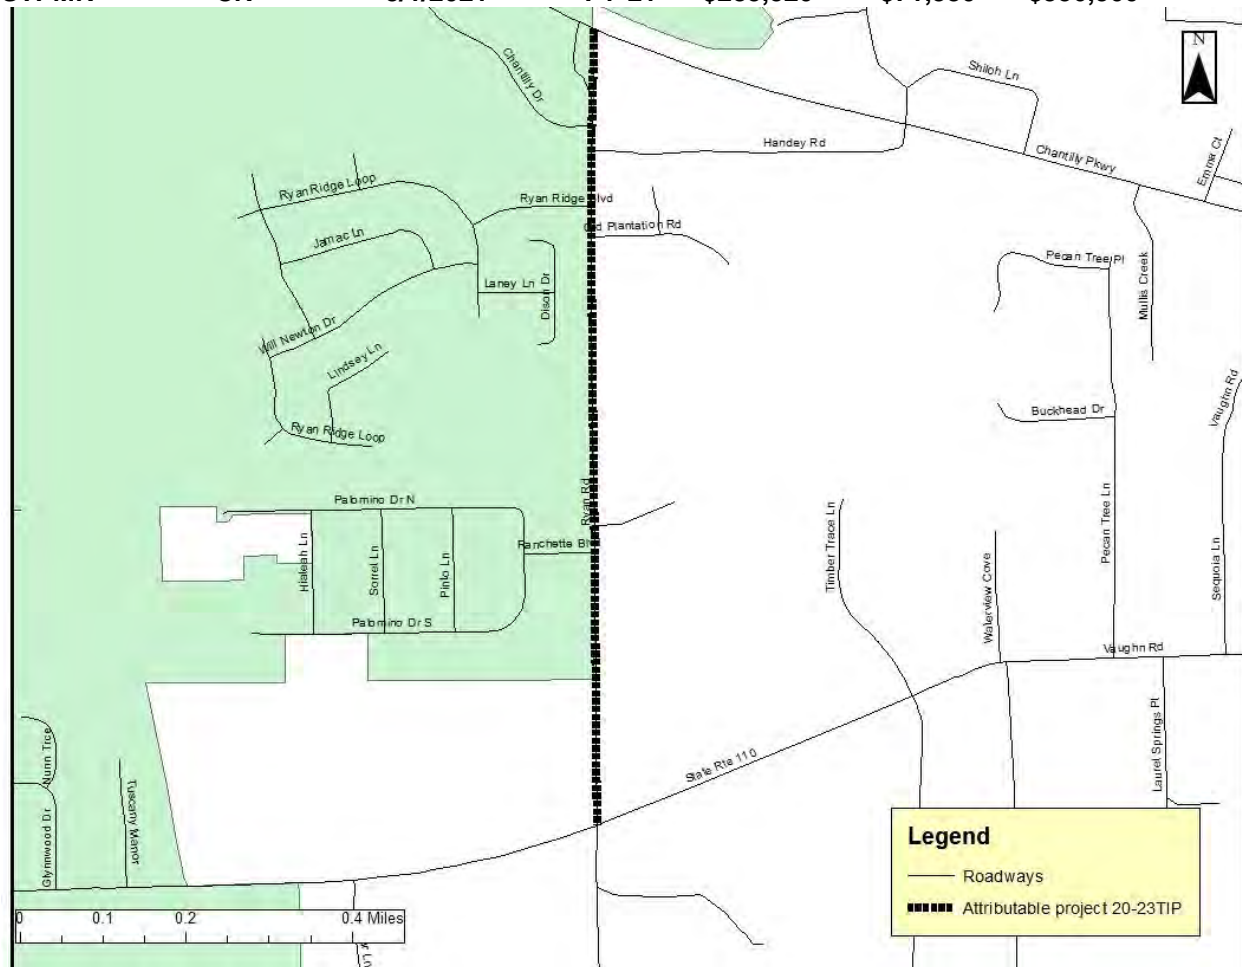 N
Chantilly Dr
Shiloh Ln
Handey Rd
Chantilly Pkwy
Emma Ct
Ryan Ridge Loop
Ryan Ridge Blvd
Old Plantation Rd
Jamac Ln
Laney Ln
Dison Dr
Pecan Tree Pl
Mullis Creek
Will Newton Dr
Lindsey Ln
Vaughn Rd
Buckhead Dr
Ryan Ridge Loop
Palomino Dr N
Ryan Rd
Ranchette Bl
Hialeah Ln
Sorrel Ln
Pinto Ln
Timber Trace Ln
Waterview Cove
Pecan Tree Ln
Sequoia Ln
Palomino Dr S
Vaughn Rd
State Rte 110
Laurel Springs Pl
Nunn Trce
Glynnwood Dr
Tuscany Manor
Legend
Roadways
Attributable project 20-23TIP
0 0.1 0.2 0.4 Miles